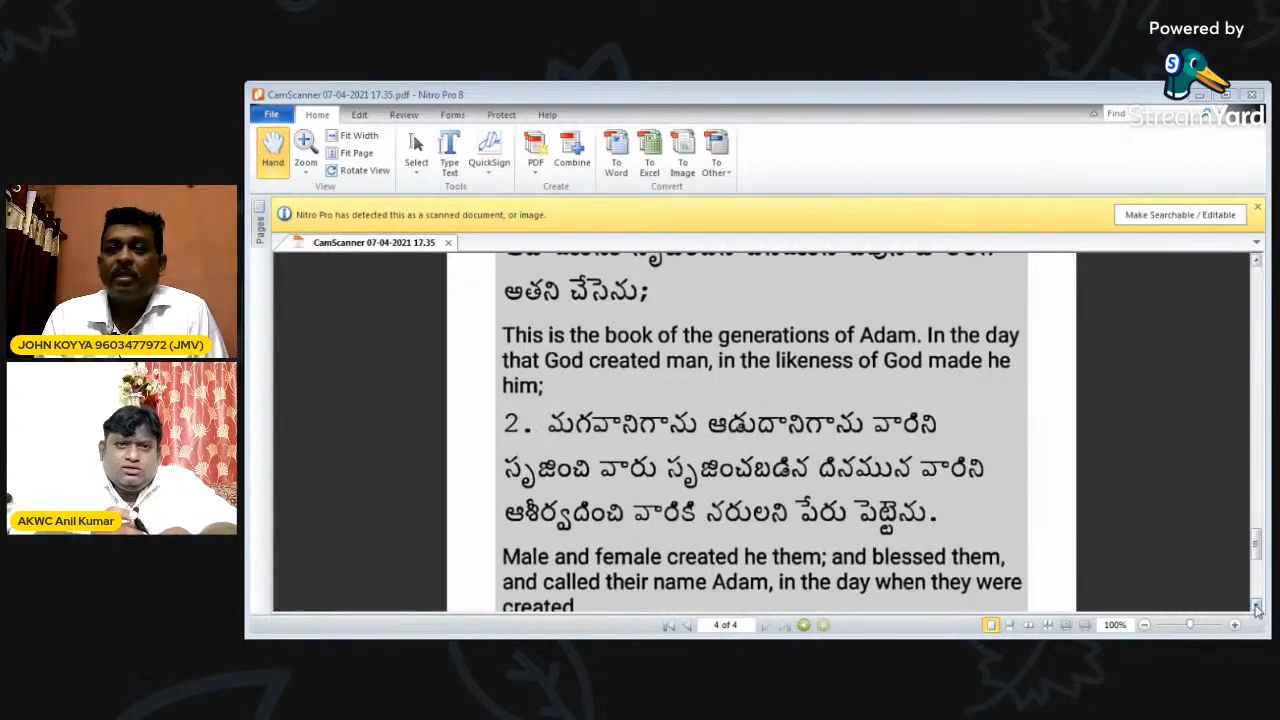 Powered by
StreamYard
CamScanner 07-04-2021 17.35.pdf - Nitro Pro 8
File Home Edit Review Forms Protect Help
Find
Hand
Zoom
Fit Width
Fit Page
Rotate View
View
Select
Type Text
QuickSign
Tools
PDF
Combine
Create
To Word
To Excel
To Image
To Other
Convert
Pages
Nitro Pro has detected this as a scanned document, or image.
Make Searchable / Editable
CamScanner 07-04-2021 17.35
అతని చేసెను;
This is the book of the generations of Adam. In the day
that God created man, in the likeness of God made he
him;
2. మగవానిగాను ఆడుదానిగాను వారిని
సృజించి వారు సృజించబడిన దినమున వారిని
ఆశీర్వదించి వారికి నరులని పేరు పెట్టెను.
Male and female created he them; and blessed them,
and called their name Adam, in the day when they were
created
4 of 4
100%
JOHN KOYYA 9603477972 (JMV)
AKWC Anil Kumar